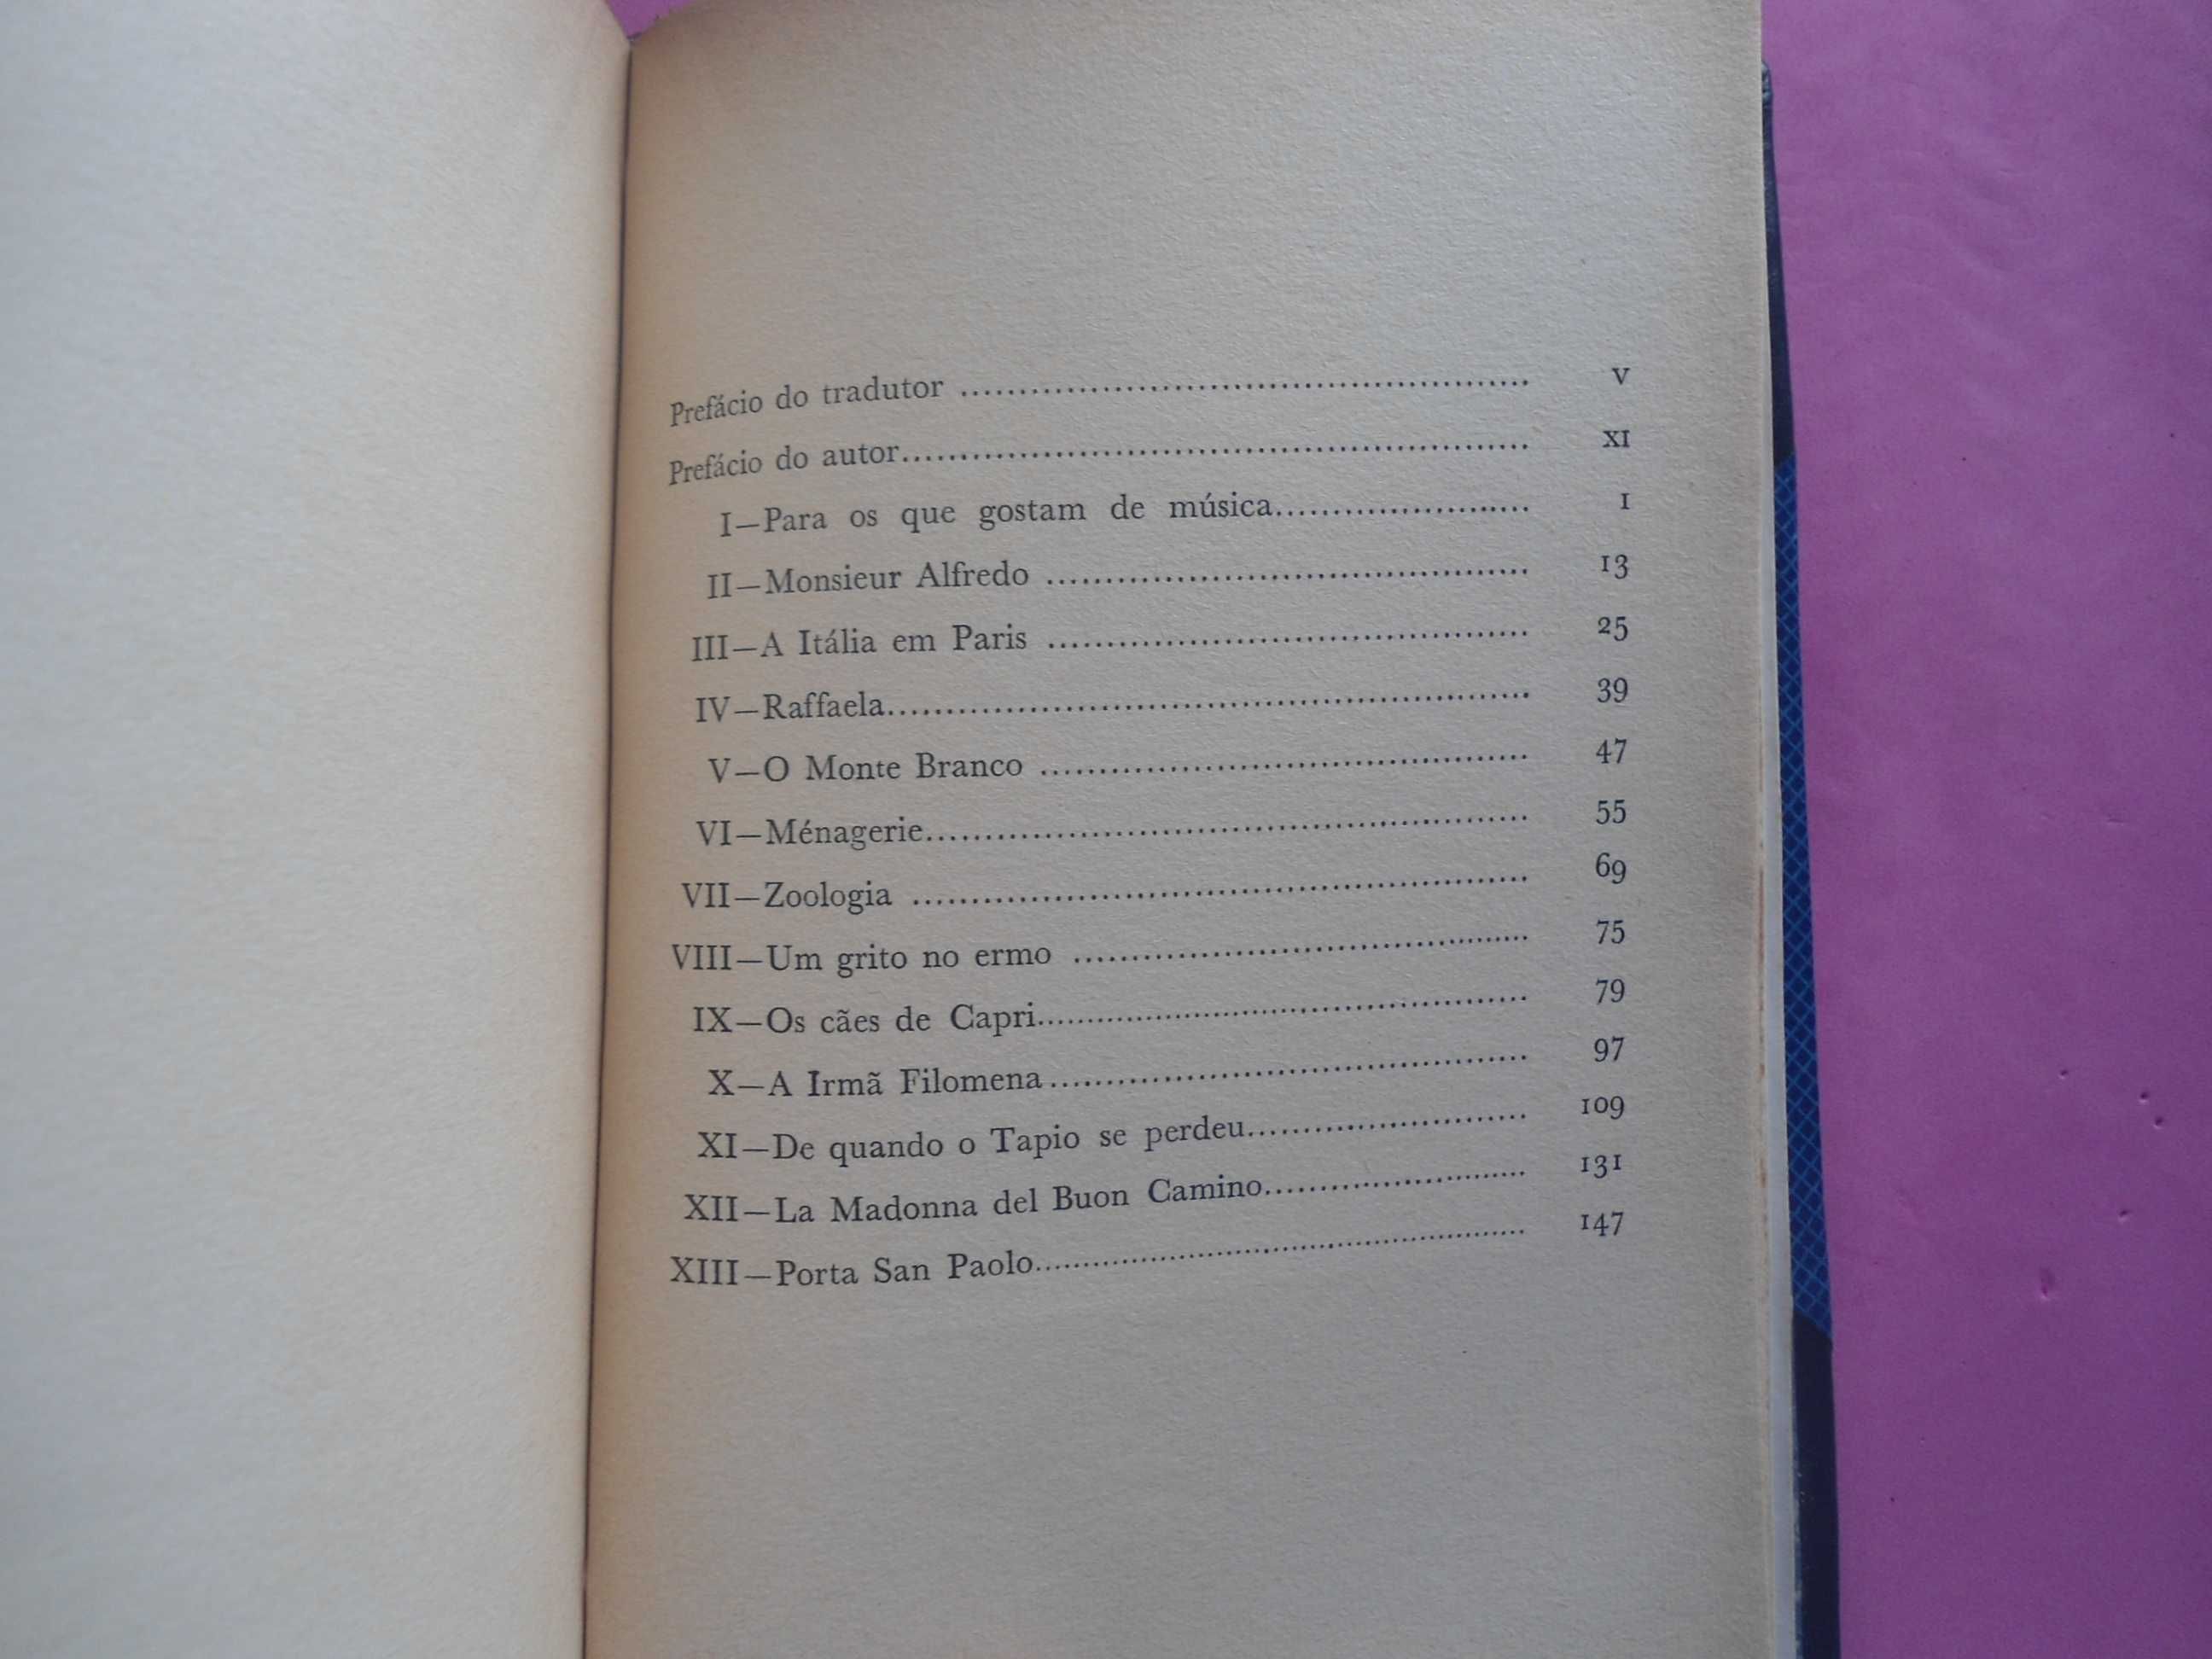 Prefácio do tradutor .................................................. V
Prefácio do autor...................................................... XI
I—Para os que gostam de música...................... 1
II—Monsieur Alfredo ......................................... 13
III—A Itália em Paris ......................................... 25
IV—Raffaela...................................................... 39
V—O Monte Branco ......................................... 47
VI—Ménagerie................................................... 55
VII—Zoologia .................................................... 69
VIII—Um grito no ermo ....................................... 75
IX—Os cães de Capri.......................................... 79
X—A Irmã Filomena......................................... 97
XI—De quando o Tapio se perdeu........................ 109
XII—La Madonna del Buon Camino...................... 131
XIII—Porta San Paolo.......................................... 147